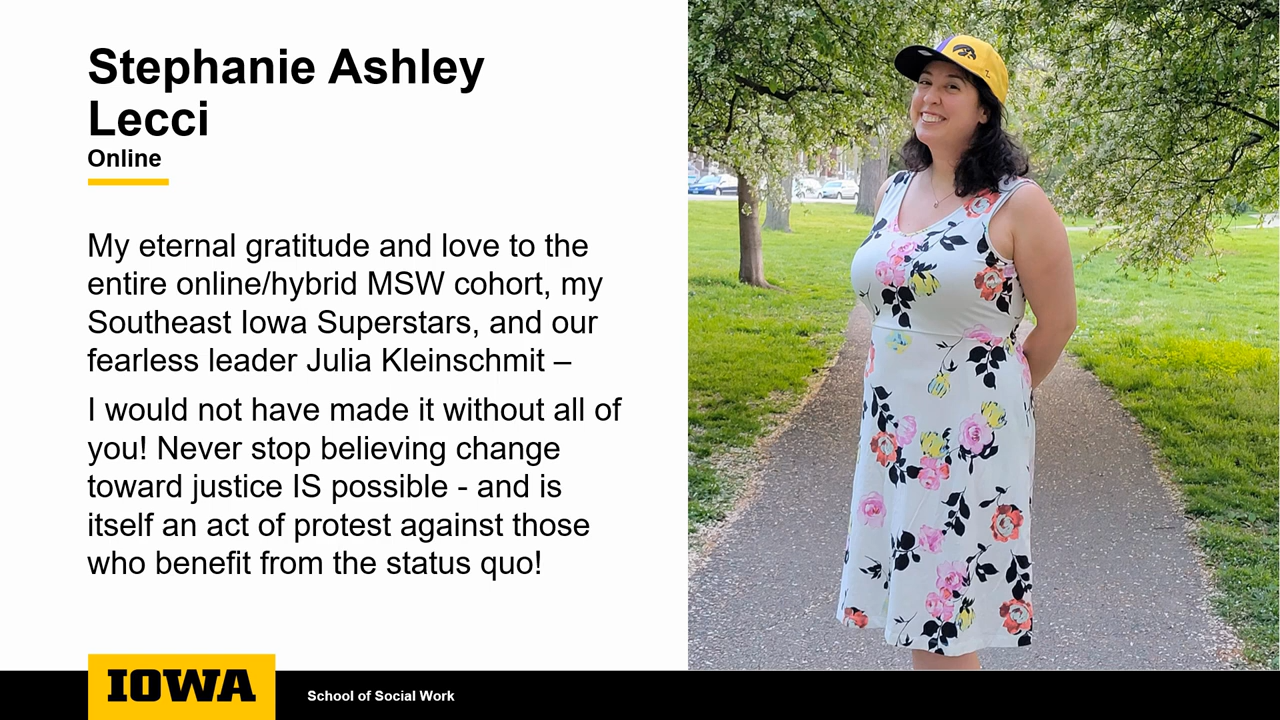 Stephanie Ashley
Lecci
Online
My eternal gratitude and love to the
entire online/hybrid MSW cohort, my
Southeast Iowa Superstars, and our
fearless leader Julia Kleinschmit –
I would not have made it without all of
you! Never stop believing change
toward justice IS possible - and is
itself an act of protest against those
who benefit from the status quo!
IOWA
School of Social Work